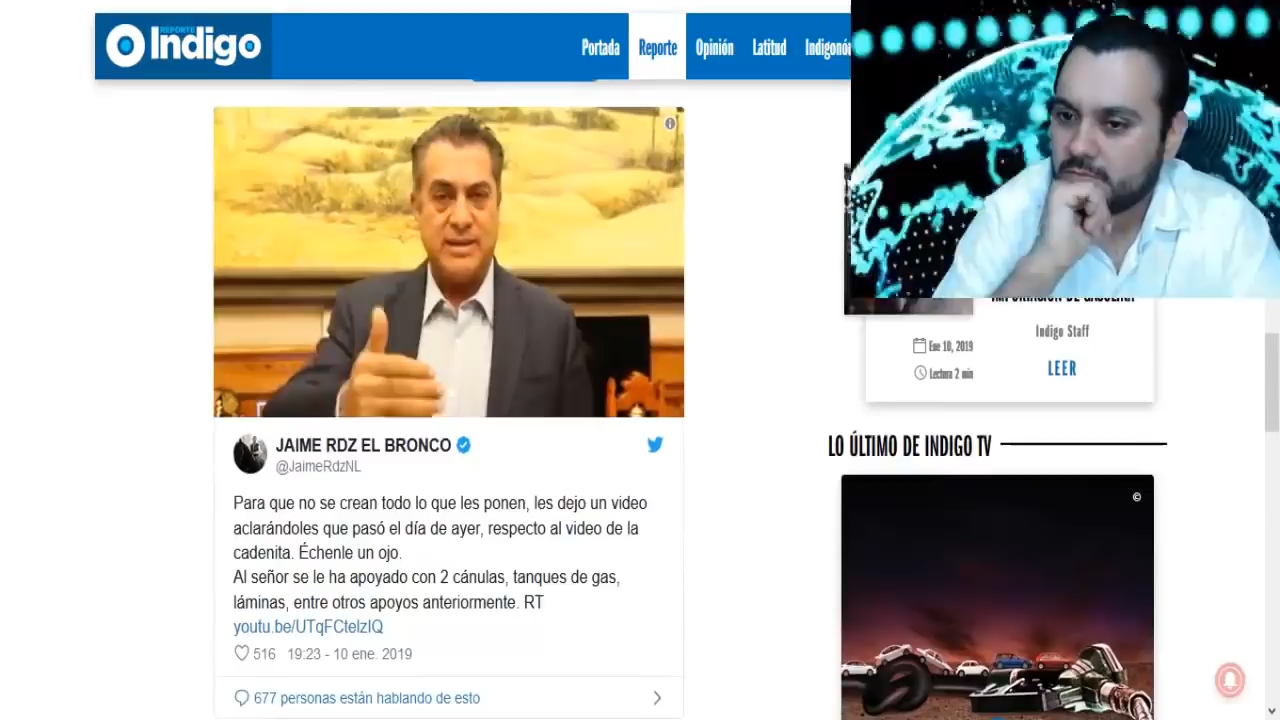 REPORTE
Indigo
Portada
Reporte
Opinión
Latitud
JAIME RDZ EL BRONCO
@JaimeRdzNL
Para que no se crean todo lo que les ponen, les dejo un video
aclarándoles que pasó el día de ayer, respecto al video de la
cadenita. Échenle un ojo.
Al señor se le ha apoyado con 2 cánulas, tanques de gas,
láminas, entre otros apoyos anteriormente. RT
youtu.be/UTqFCtelzIQ
516 19:23 - 10 ene. 2019
677 personas están hablando de esto
Indigo Staff
Ene 10, 2019
Lectura 2 min
LEER
LO ÚLTIMO DE INDIGO TV
©